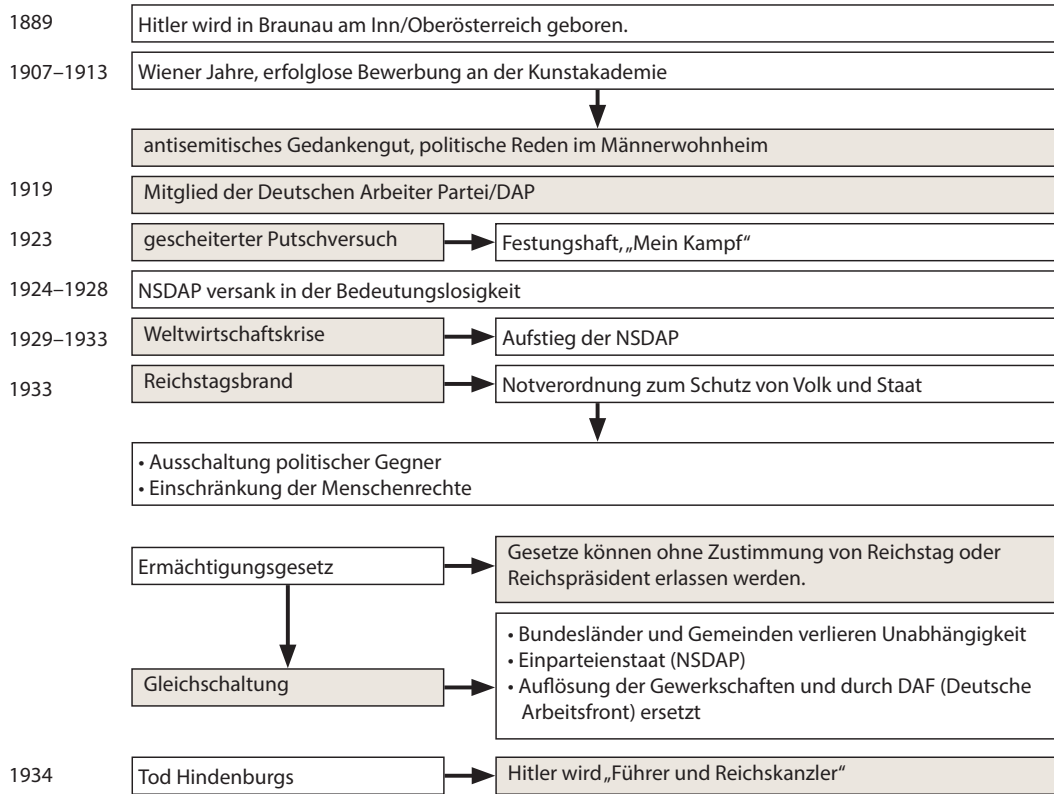 1889 Hitler wird in Braunau am Inn/Oberösterreich geboren.
1907–1913 Wiener Jahre, erfolglose Bewerbung an der Kunstakademie
antisemitisches Gedankengut, politische Reden im Männerwohnheim
1919 Mitglied der Deutschen Arbeiter Partei/DAP
1923 gescheiterter Putschversuch Festungshaft, „Mein Kampf“
1924–1928 NSDAP versank in der Bedeutungslosigkeit
1929–1933 Weltwirtschaftskrise Aufstieg der NSDAP
1933 Reichstagsbrand Notverordnung zum Schutz von Volk und Staat
• Ausschaltung politischer Gegner
• Einschränkung der Menschenrechte
Ermächtigungsgesetz
Gesetze können ohne Zustimmung von Reichstag oder
Reichspräsident erlassen werden.
Gleichschaltung
• Bundesländer und Gemeinden verlieren Unabhängigkeit
• Einparteienstaat (NSDAP)
• Auflösung der Gewerkschaften und durch DAF (Deutsche
Arbeitsfront) ersetzt
1934 Tod Hindenburgs Hitler wird „Führer und Reichskanzler“